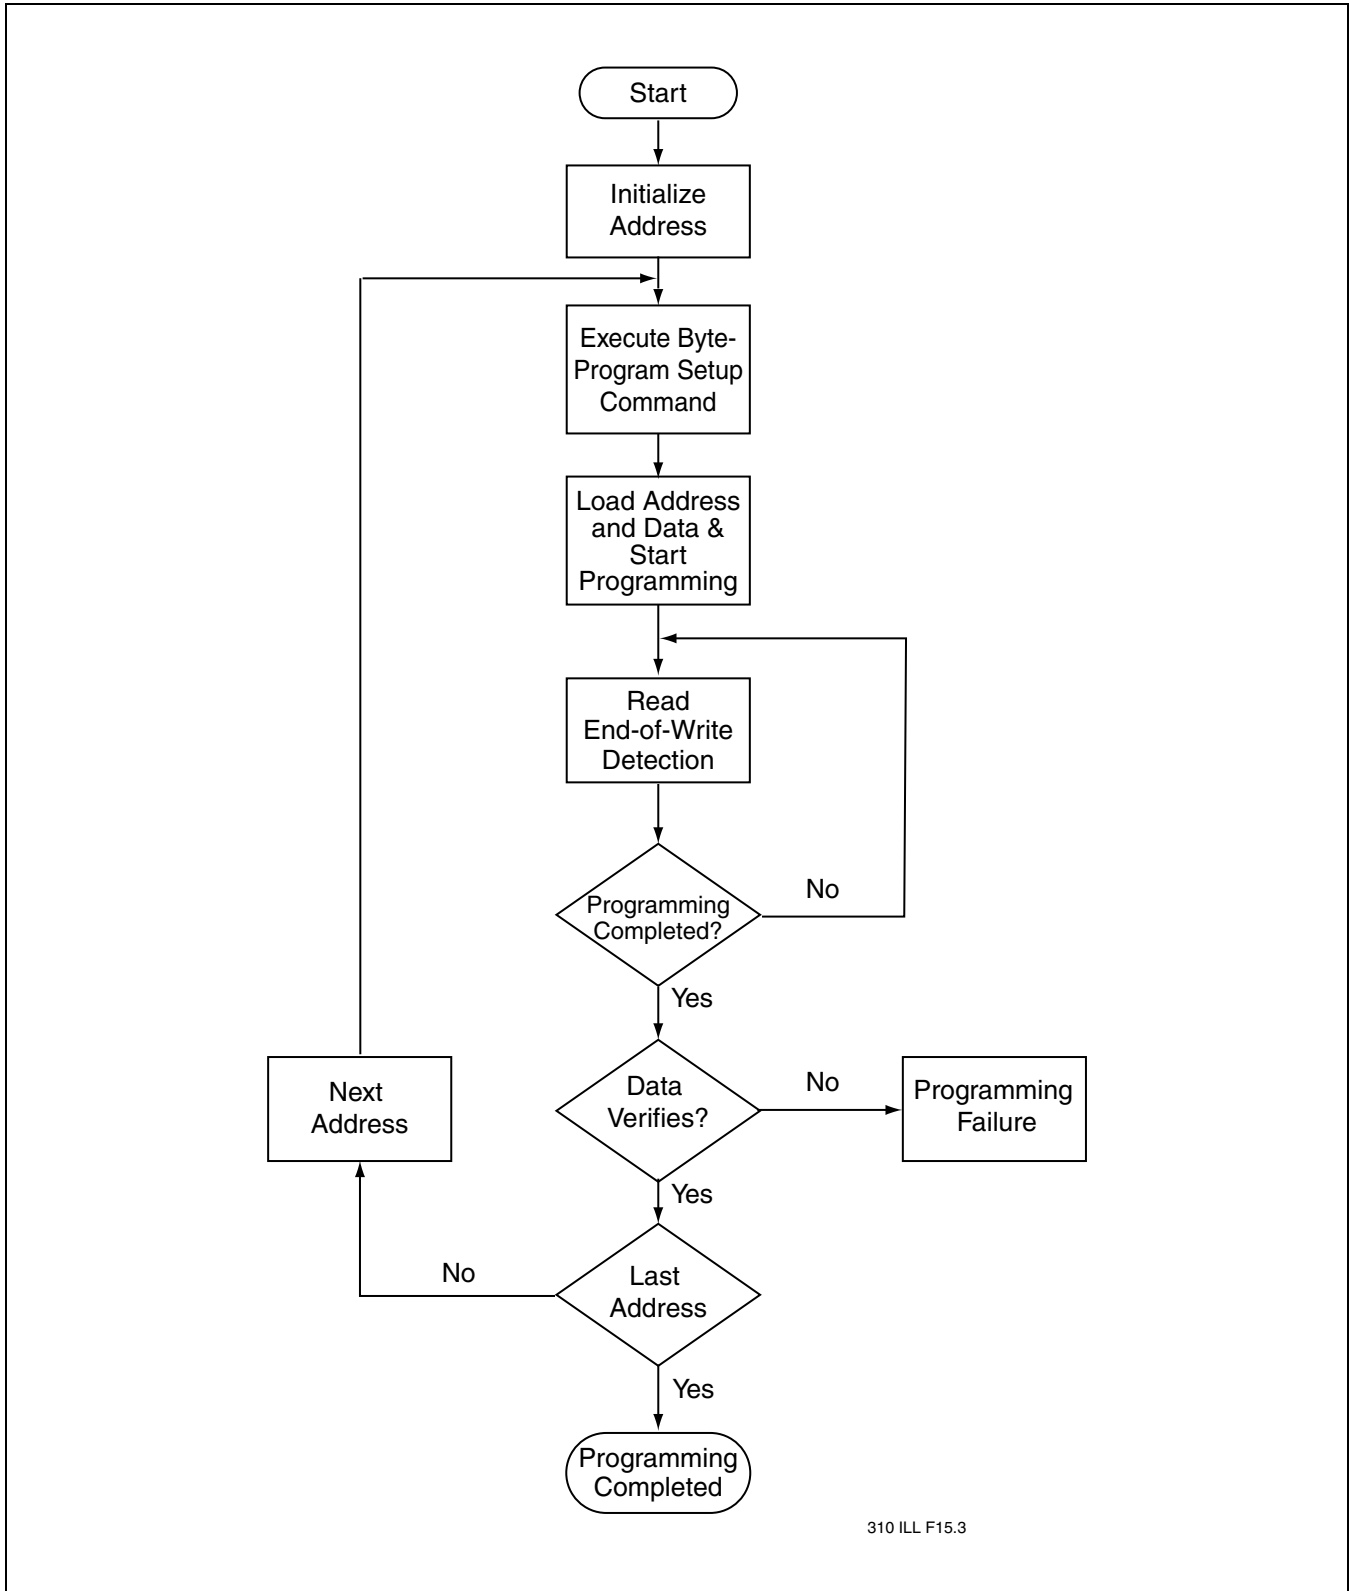 Start
Initialize
Address
Execute Byte-
Program Setup
Command
Load Address
and Data &
Start
Programming
Read
End-of-Write
Detection
Programming
Completed?
No
Yes
Data
Verifies?
No
Programming
Failure
Next
Address
Yes
Last
Address
No
Yes
Programming
Completed
310 ILL F15.3